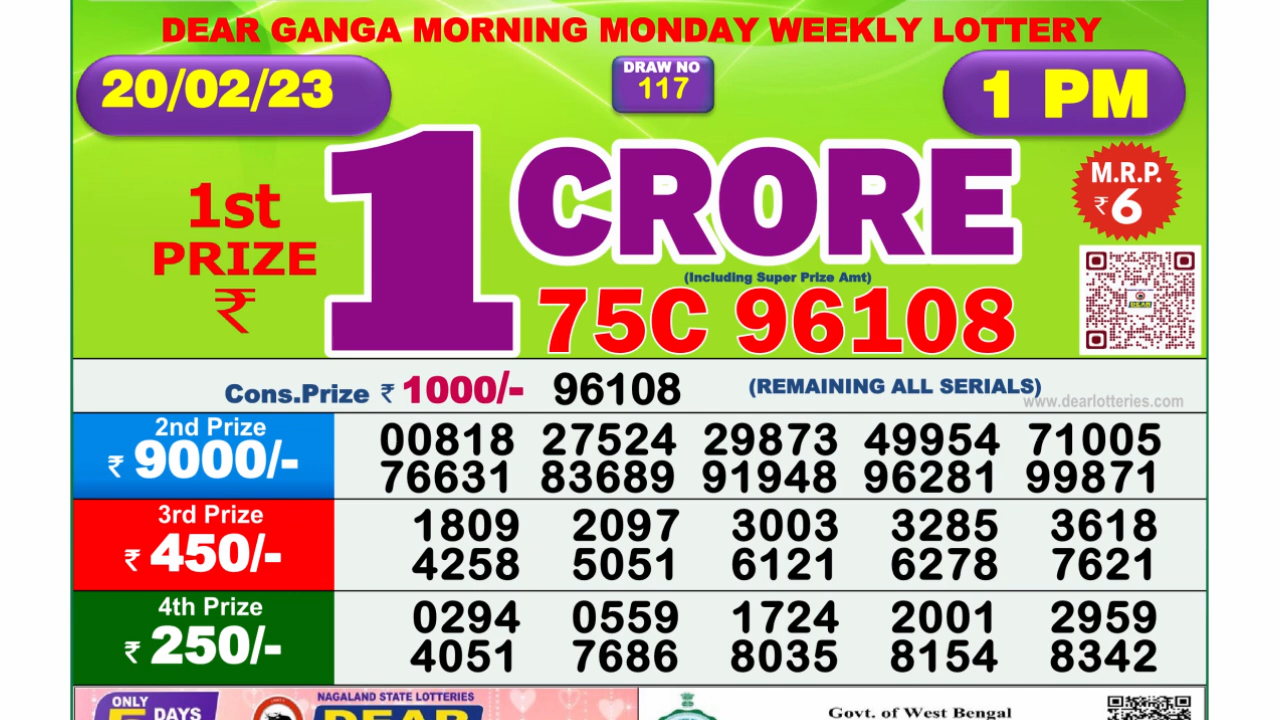 DEAR GANGA MORNING MONDAY WEEKLY LOTTERY
20/02/23
DRAW NO
117
1 PM
1st
PRIZE
₹
1 CRORE
(Including Super Prize Amt)
75C 96108
M.R.P.
₹6
DEAR
Cons.Prize ₹ 1000/- 96108 (REMAINING ALL SERIALS)
www.dearlotteries.com
2nd Prize
₹ 9000/-
00818 27524 29873 49954 71005
76631 83689 91948 96281 99871
3rd Prize
₹ 450/-
1809 2097 3003 3285 3618
4258 5051 6121 6278 7621
4th Prize
₹ 250/-
0294 0559 1724 2001 2959
4051 7686 8035 8154 8342
ONLY
5 DAYS
NAGALAND STATE LOTTERIES
DEAR
Govt. of West Bengal